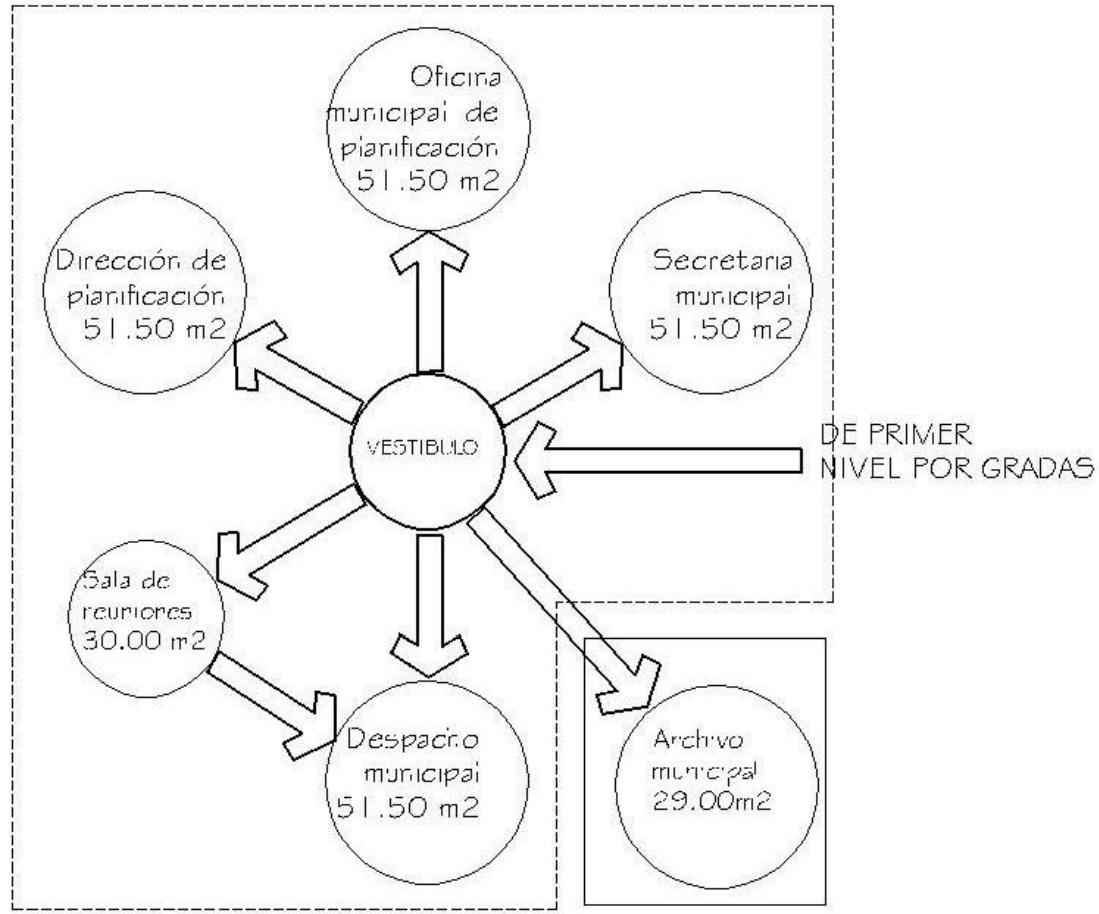 Oficina
municipal de
planificación
51.50 m2
Dirección de
planificación
51.50 m2
Secretaria
municipal
51.50 m2
VESTIBULO
DE PRIMER
NIVEL POR GRADAS
Sala de
reuniones
30.00 m2
Despacho
municipal
51.50 m2
Archivo
municipal
29.00m2